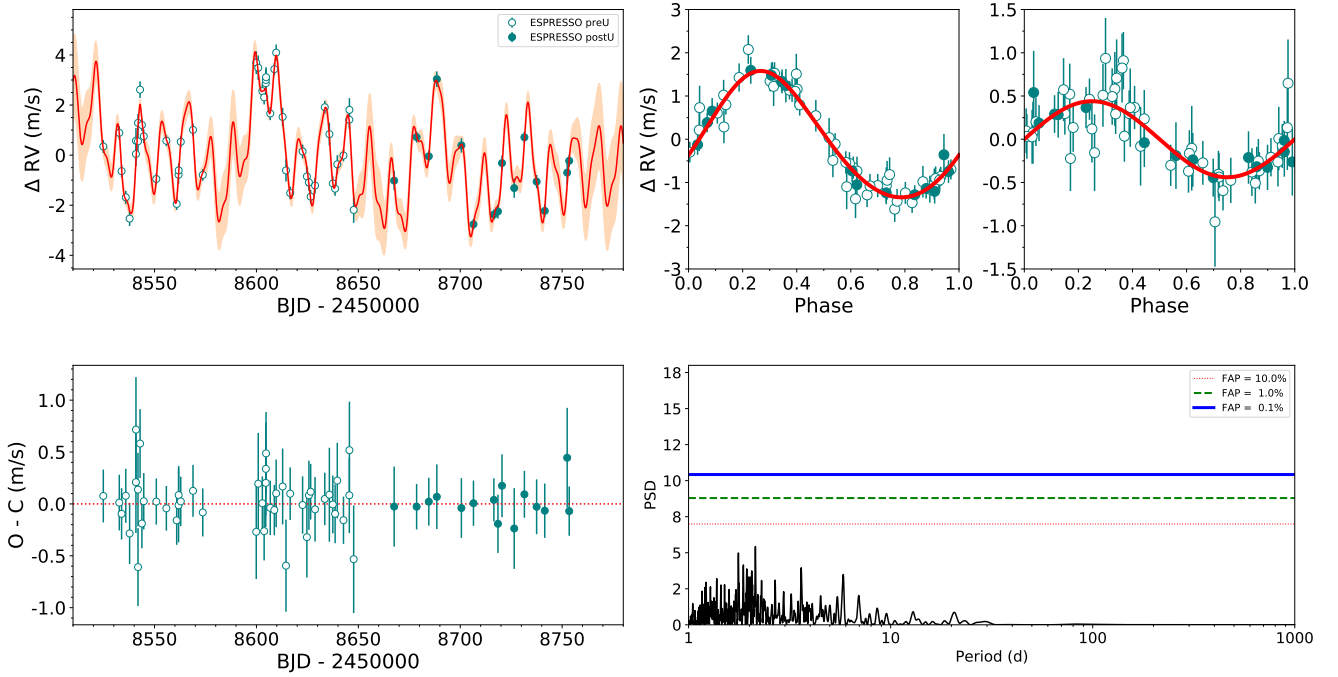 ESPRESSO preU
ESPRESSO postU
Δ RV (m/s)
4
2
0
−2
−4
8550 8600 8650 8700 8750
BJD - 2450000
Δ RV (m/s)
3
2
1
0
−1
−2
−3
0.0 0.2 0.4 0.6 0.8 1.0
Phase
1.5
1.0
0.5
0.0
−0.5
−1.0
−1.5
0.0 0.2 0.4 0.6 0.8 1.0
Phase
O - C (m/s)
1.0
0.5
0.0
−0.5
−1.0
8550 8600 8650 8700 8750
BJD - 2450000
FAP = 10.0%
FAP = 1.0%
FAP = 0.1%
PSD
18
15
13
10
8
5
2
0
1 10 100 1000
Period (d)